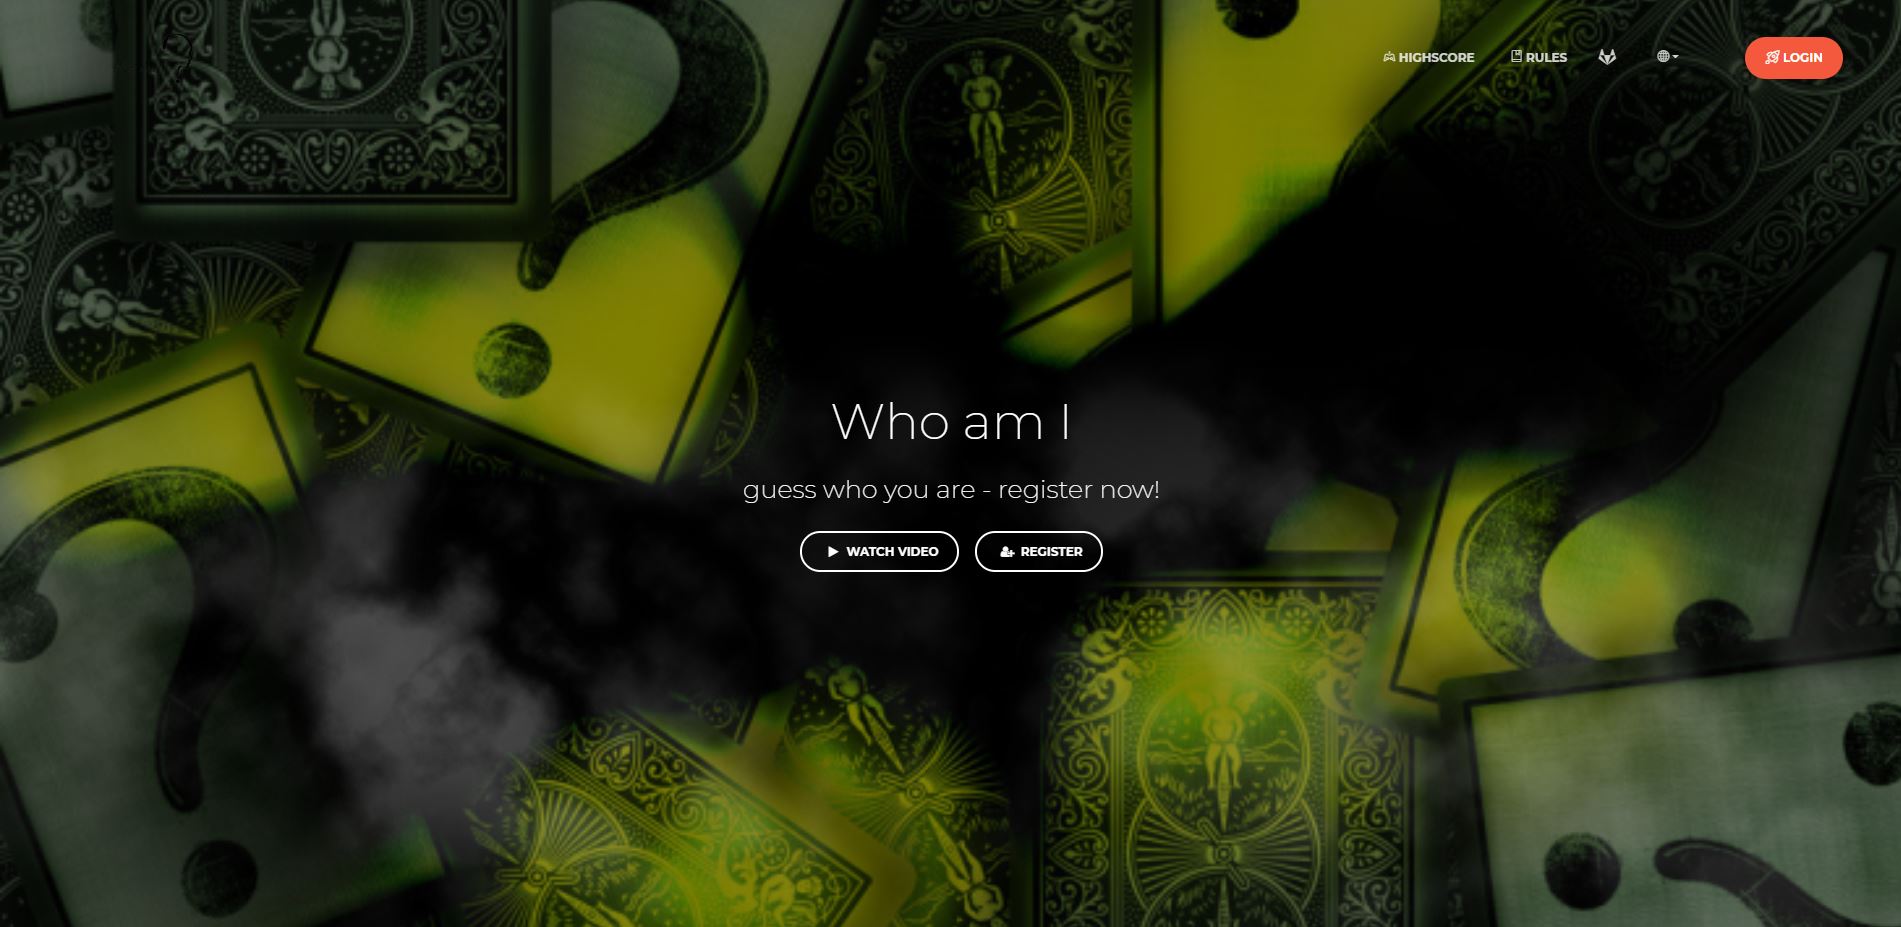 HIGHSCORE
RULES
LOGIN
Who am I
guess who you are - register now!
WATCH VIDEO
REGISTER